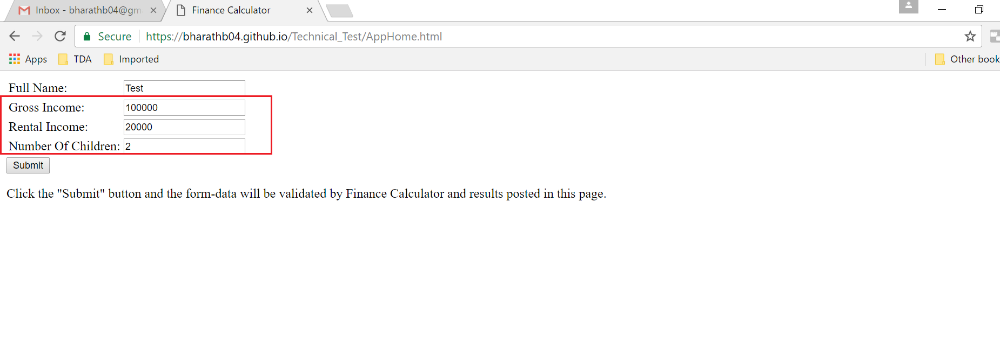 Inbox - bharathb04@gm
Finance Calculator
Secure https://bharathb04.github.io/Technical_Test/AppHome.html
Apps TDA Imported Other book
Full Name: Test
Gross Income: 100000
Rental Income: 20000
Number Of Children: 2
Submit
Click the "Submit" button and the form-data will be validated by Finance Calculator and results posted in this page.